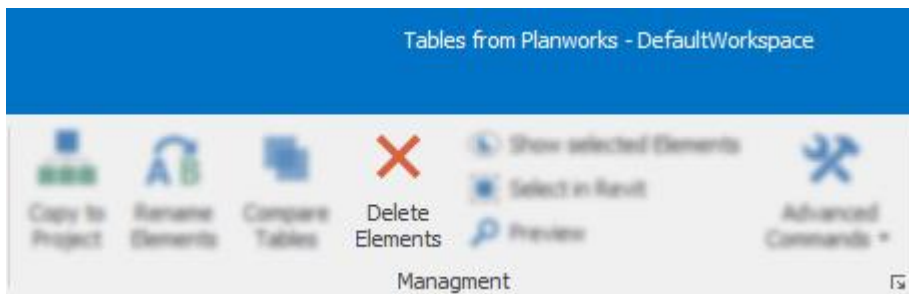 Tables from Planworks - DefaultWorkspace
Show selected Elements
Copy to
Project
Rename
Elements
Compare
Tables
Delete
Elements
Select in Revit
Preview
Advanced
Commands
Managment